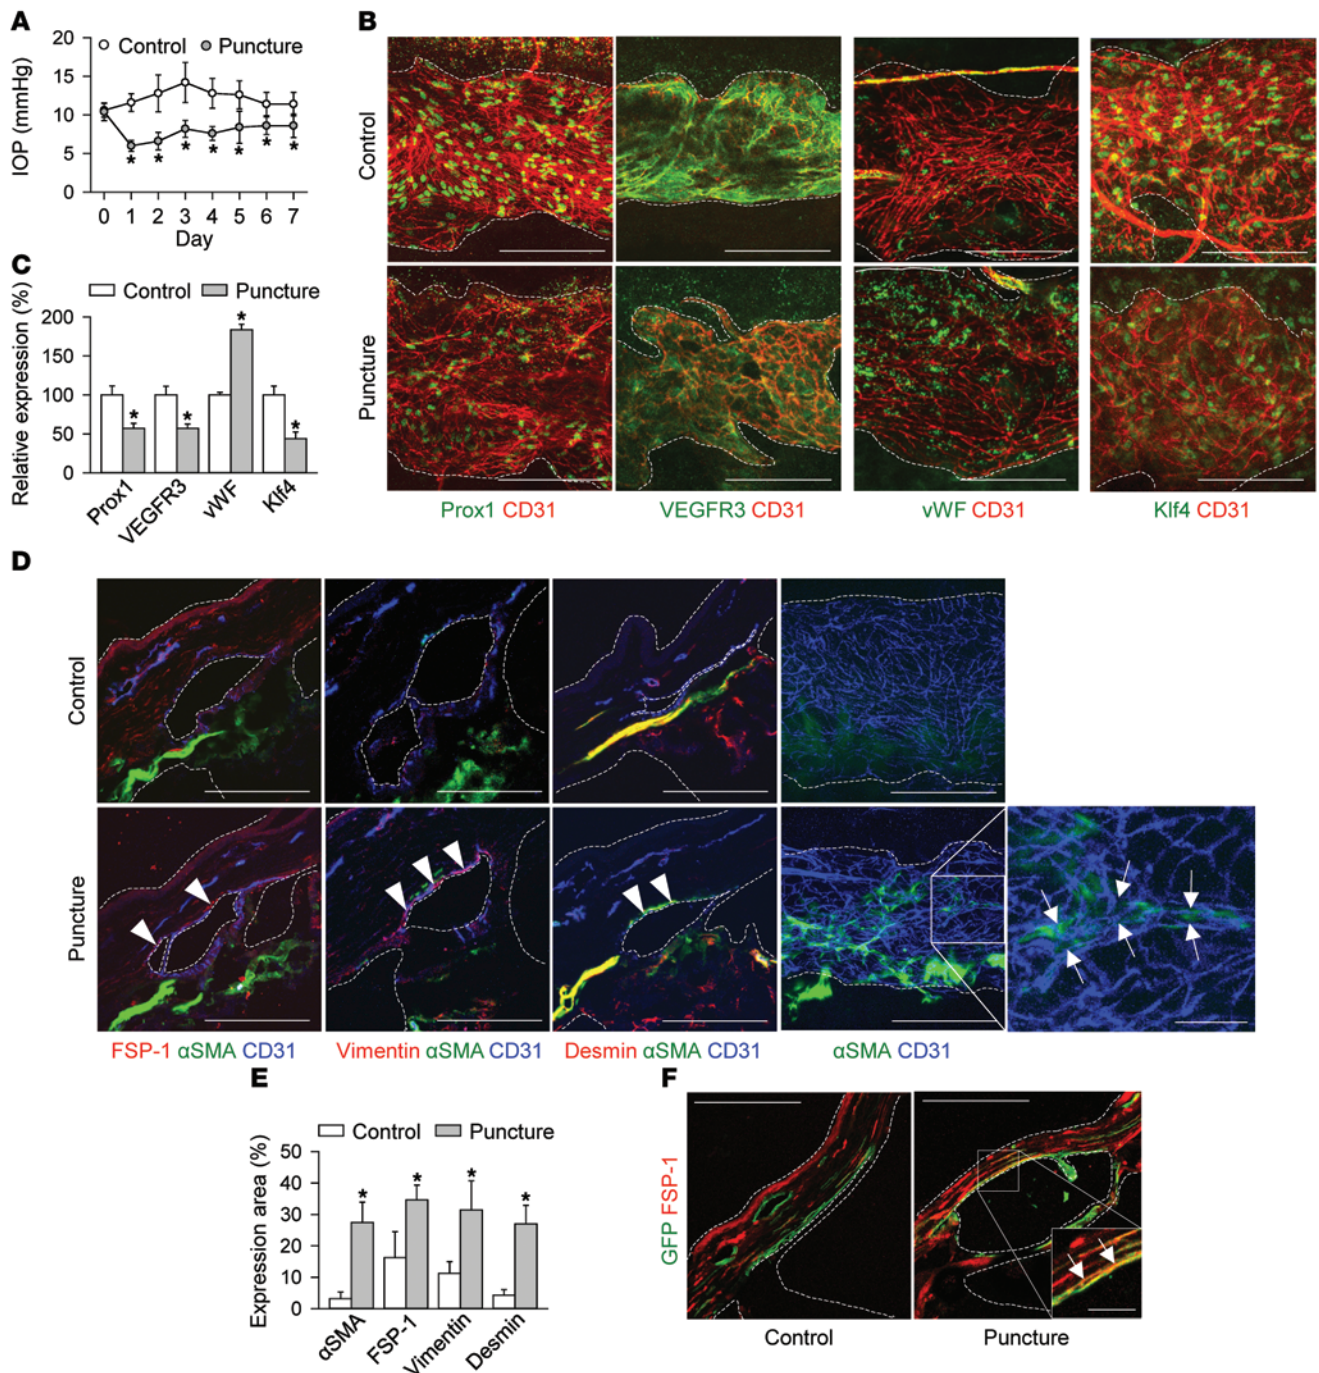 A
Control Puncture
IOP (mmHg)
20
15
10
5
0
* * * * * * *
0 1 2 3 4 5 6 7
Day
B
Control
Puncture
Prox1 CD31
VEGFR3 CD31
vWF CD31
Klf4 CD31
C
Control Puncture
Relative expression (%)
200
150
100
50
0
* * * *
Prox1
VEGFR3
vWF
Klf4
D
Control
Puncture
FSP-1 αSMA CD31
Vimentin αSMA CD31
Desmin αSMA CD31
αSMA CD31
E
Control Puncture
Expression area (%)
50
40
30
20
10
0
* * * *
αSMA
FSP-1
Vimentin
Desmin
F
GFP FSP-1
Control
Puncture